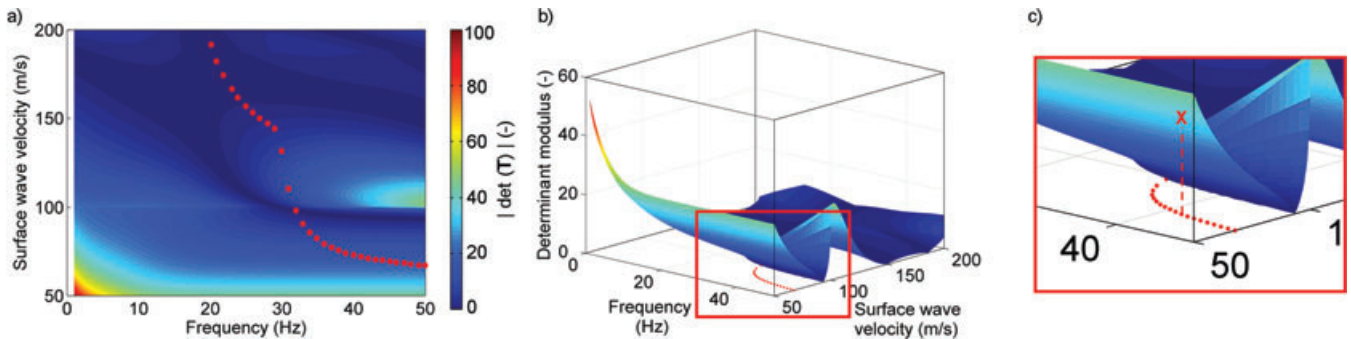 a)
200
150
100
50
0
10
20
30
40
50
Surface wave velocity (m/s)
Frequency (Hz)
100
80
60
40
20
0
| det (T) | (-)
b)
60
40
20
0
Determinant modulus (-)
0
20
40
Frequency
(Hz)
50
100
150
200
Surface wave
velocity (m/s)
c)
X
40
50
1